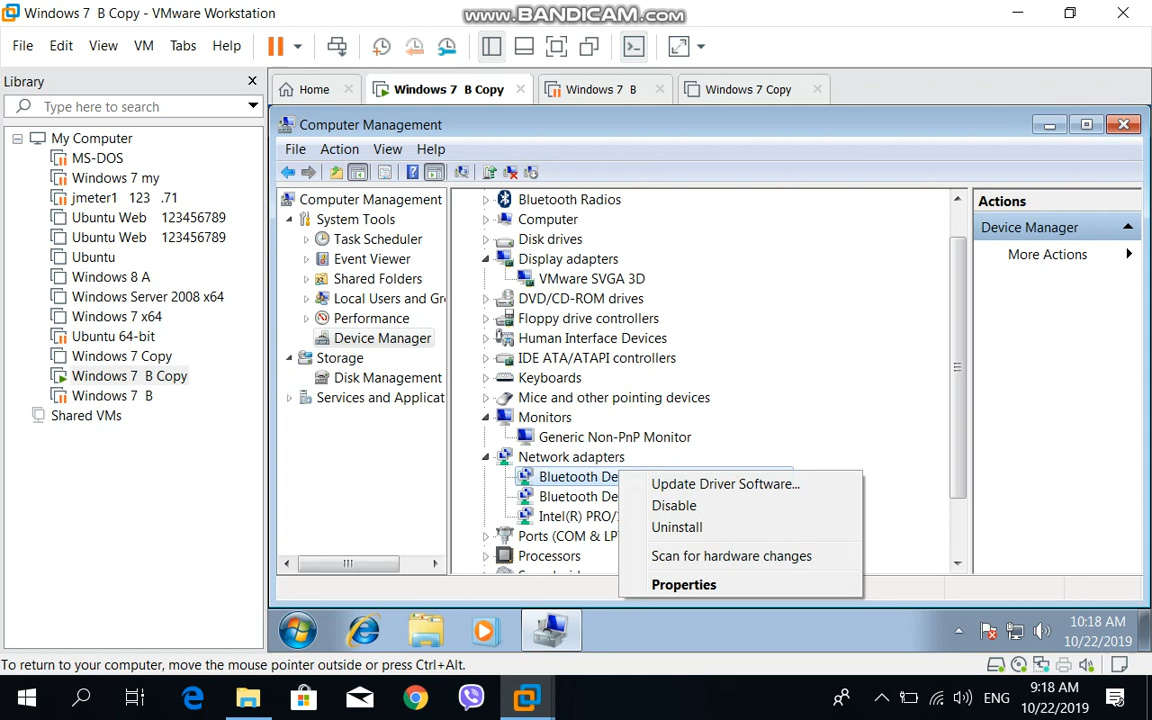 Windows 7  B Copy - VMware Workstation
www.BANDICAM.com
File Edit View VM Tabs Help
Library
Type here to search
My Computer
MS-DOS
Windows 7 my
jmeter1   123   .71
Ubuntu Web   123456789
Ubuntu Web   123456789
Ubuntu
Windows 8 A
Windows Server 2008 x64
Windows 7 x64
Ubuntu 64-bit
Windows 7 Copy
Windows 7  B Copy
Windows 7  B
Shared VMs
Home
Windows 7  B Copy
Windows 7  B
Windows 7 Copy
Computer Management
File Action View Help
Computer Management
System Tools
Task Scheduler
Event Viewer
Shared Folders
Local Users and Gr
Performance
Device Manager
Storage
Disk Management
Services and Applicat
Bluetooth Radios
Computer
Disk drives
Display adapters
VMware SVGA 3D
DVD/CD-ROM drives
Floppy drive controllers
Human Interface Devices
IDE ATA/ATAPI controllers
Keyboards
Mice and other pointing devices
Monitors
Generic Non-PnP Monitor
Network adapters
Bluetooth De
Bluetooth De
Intel(R) PRO/
Ports (COM & LP
Processors
Update Driver Software...
Disable
Uninstall
Scan for hardware changes
Properties
Actions
Device Manager
More Actions
10:18 AM
10/22/2019
To return to your computer, move the mouse pointer outside or press Ctrl+Alt.
ENG
9:18 AM
10/22/2019